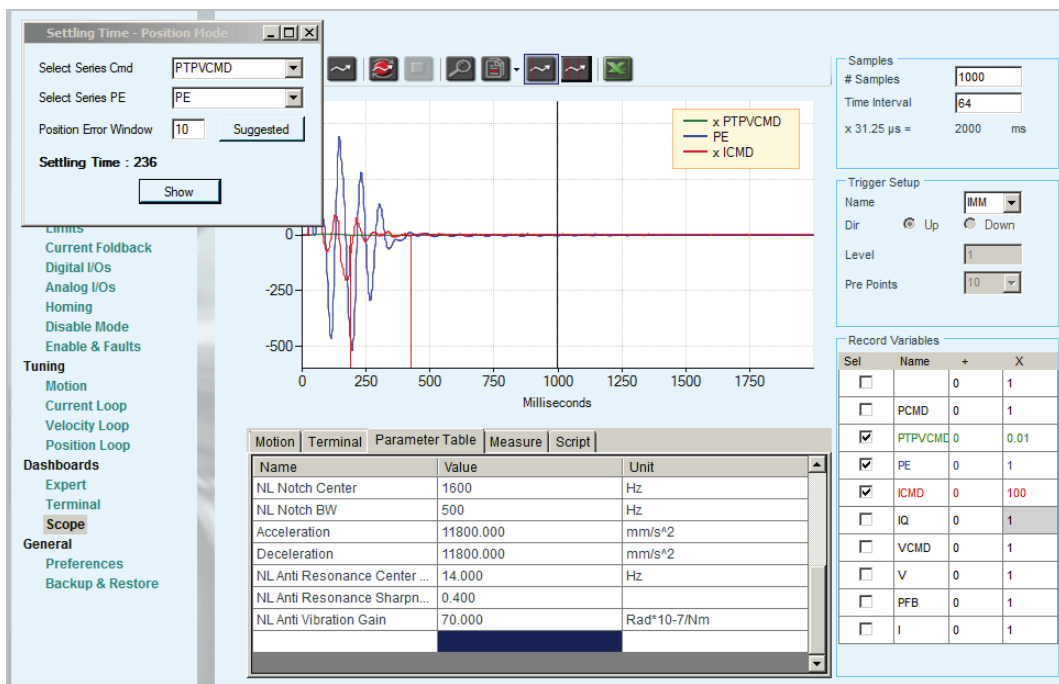 Settling Time - Position Mode
Select Series Cmd PTPVCMD
Select Series PE PE
Position Error Window 10 Suggested
Settling Time : 236
Show
Limits
Current Foldback
Digital I/Os
Analog I/Os
Homing
Disable Mode
Enable & Faults
Tuning
Motion
Current Loop
Velocity Loop
Position Loop
Dashboards
Expert
Terminal
Scope
General
Preferences
Backup & Restore
x PTPVCMD
PE
x ICMD
0
-250
-500
0 250 500 750 1000 1250 1500 1750
Milliseconds
Motion Terminal Parameter Table Measure Script
Name Value Unit
NL Notch Center 1600 Hz
NL Notch BW 500 Hz
Acceleration 11800.000 mm/s^2
Deceleration 11800.000 mm/s^2
NL Anti Resonance Center ... 14.000 Hz
NL Anti Resonance Sharpn... 0.400
NL Anti Vibration Gain 70.000 Rad*10-7/Nm
Samples
# Samples 1000
Time Interval 64
x 31.25 µs = 2000 ms
Trigger Setup
Name IMM
Dir Up Down
Level 1
Pre Points 10
Record Variables
Sel Name + X
0 1
PCMD 0 1
PTPVCMD 0 0.01
PE 0 1
ICMD 0 100
IQ 0 1
VCMD 0 1
V 0 1
PFB 0 1
I 0 1